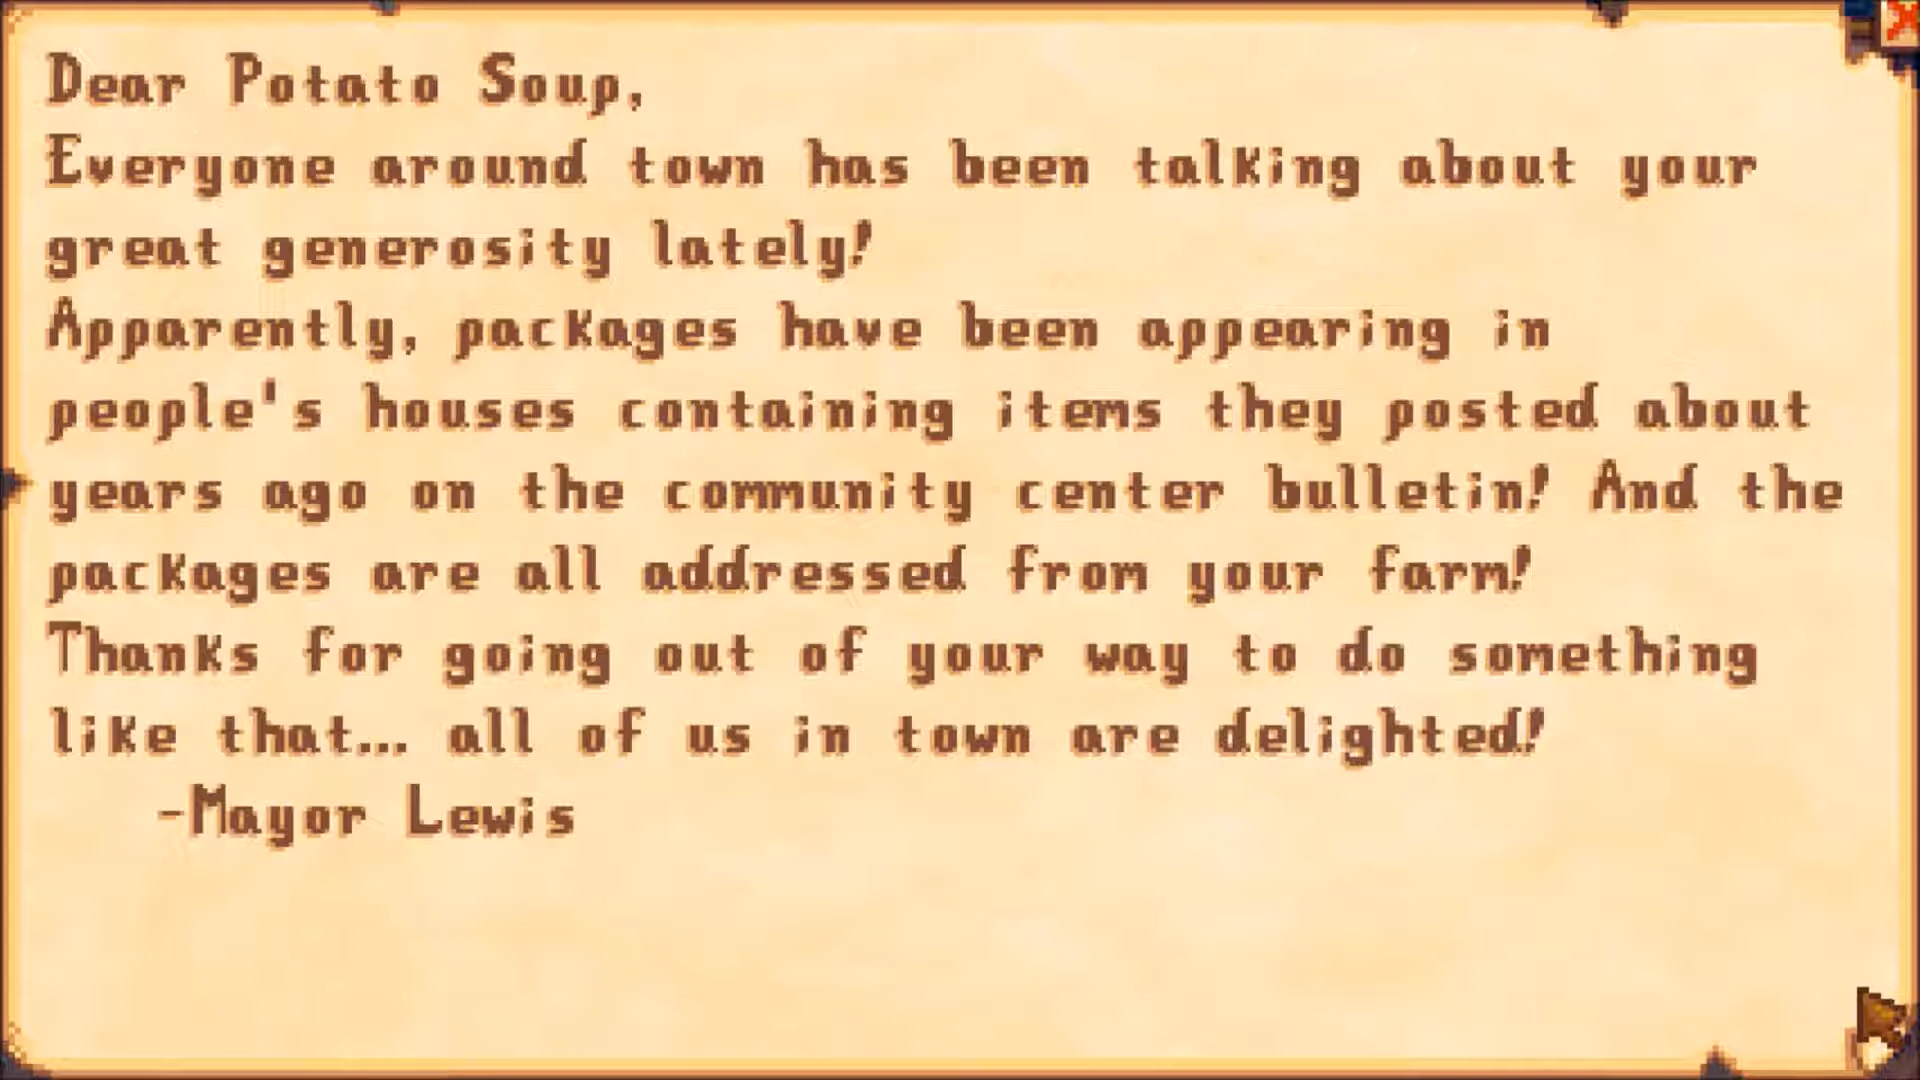 Dear Potato Soup,
Everyone around town has been talking about your
great generosity lately!
Apparently, packages have been appearing in
people's houses containing items they posted about
years ago on the community center bulletin! And the
packages are all addressed from your farm!
Thanks for going out of your way to do something
like that... all of us in town are delighted!
-Mayor Lewis